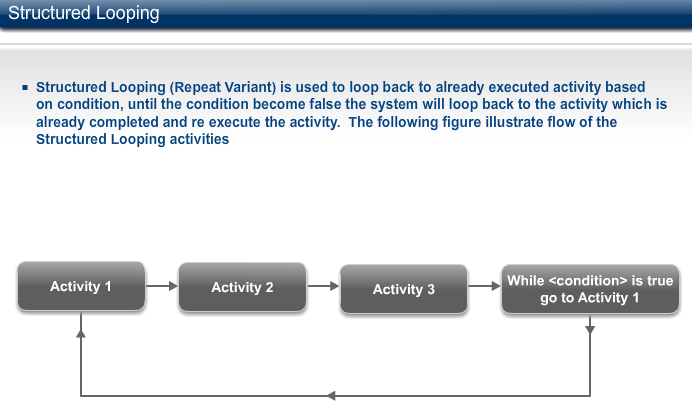 Structured Looping
Structured Looping (Repeat Variant) is used to loop back to already executed activity based
on condition, until the condition become false the system will loop back to the activity which is
already completed and re execute the activity.  The following figure illustrate flow of the
Structured Looping activities
Activity 1
Activity 2
Activity 3
While <condition> is true
go to Activity 1